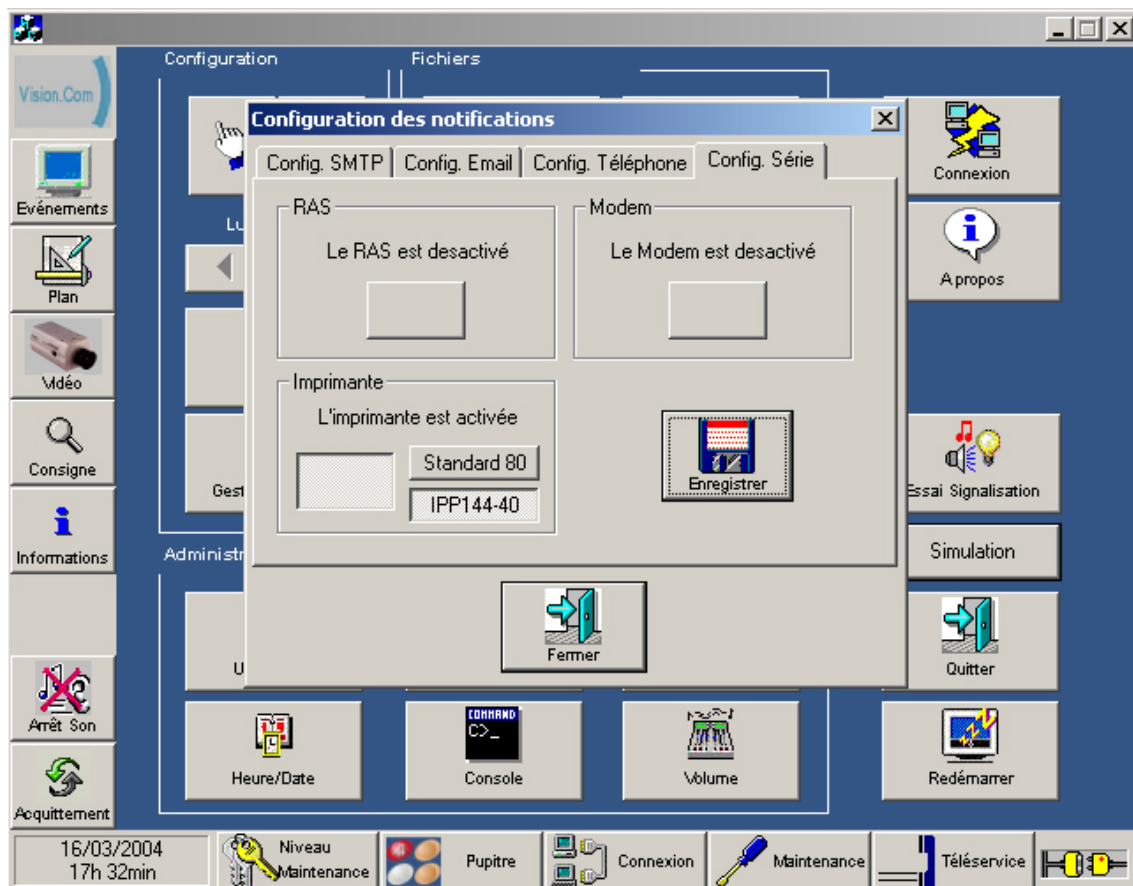 Vision.Com
Evénements
Plan
Vidéo
Consigne
Informations
Arrêt Son
Acquittement
Configuration
Fichiers
Lu
Gest
Administr
U
Configuration des notifications
Config. SMTP
Config. Email
Config. Téléphone
Config. Série
RAS
Le RAS est desactivé
Modem
Le Modem est desactivé
Imprimante
L'imprimante est activée
Standard 80
IPP144-40
Enregistrer
Fermer
Connexion
A propos
Essai Signalisation
Simulation
Quitter
Heure/Date
COMMAND
C>_
Console
Volume
Redémarrer
16/03/2004
17h 32min
Niveau
Maintenance
Pupitre
Connexion
Maintenance
Téléservice